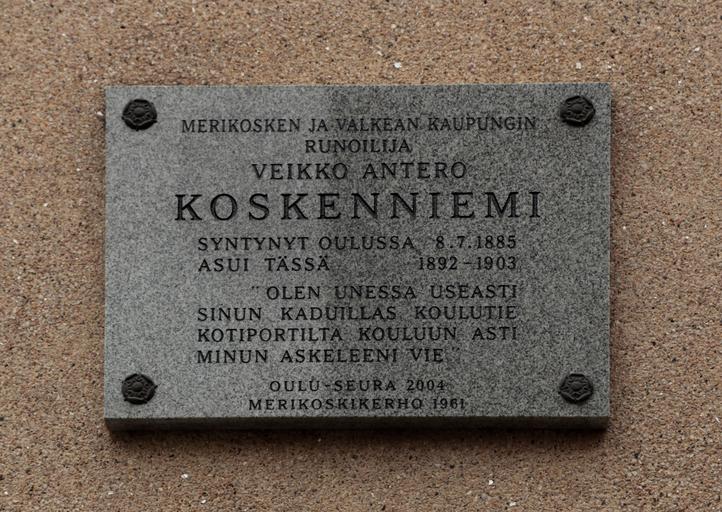 MERIKOSKEN JA VALKEAN KAUPUNGIN
RUNOILIJA
VEIKKO ANTERO
KOSKENNIEMI
SYNTYNYT OULUSSA 8.7.1885
ASUI TÄSSÄ 1892-1903
"OLEN UNESSA USEASTI
SINUN KADUILLAS KOULUTIE
KOTIPORTILTA KOULUUN ASTI
MINUN ASKELEENI VIE"
OULU-SEURA 2004
MERIKOSKIKERHO 1961